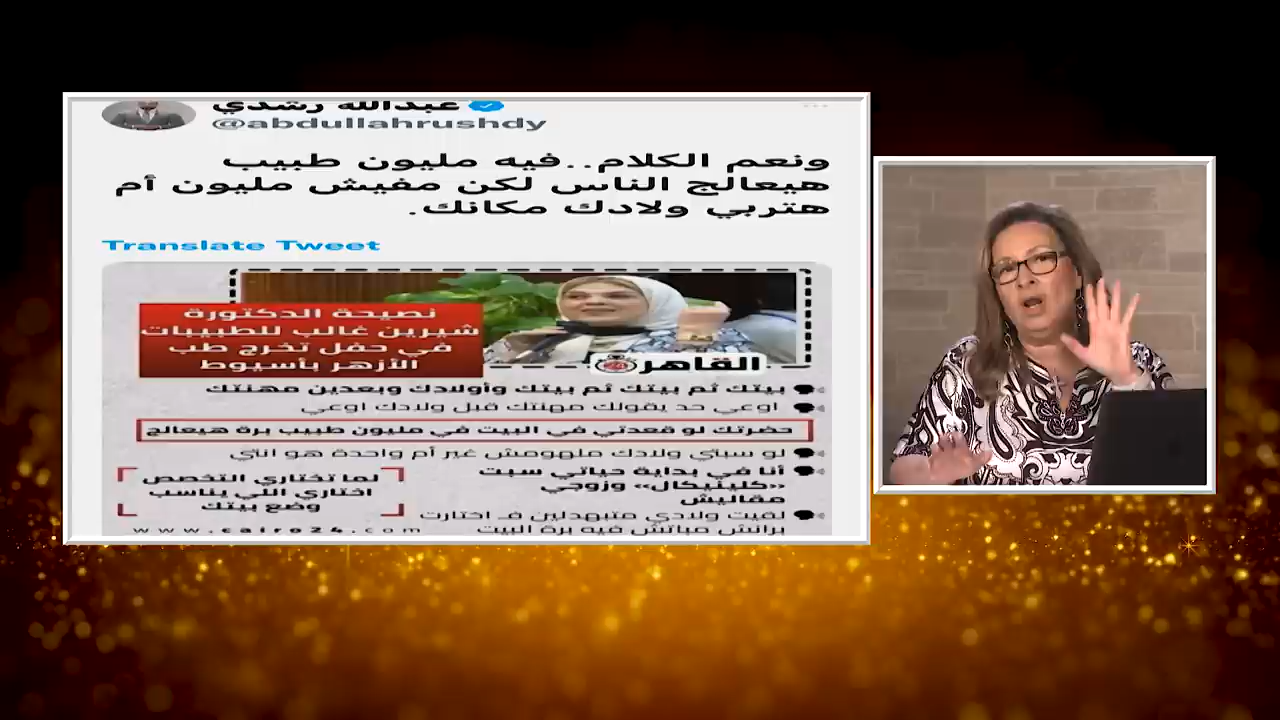 عبدالله رشدي
@abdullahrushdy
ونعم الكلام..فيه مليون طبيب
هيعالج الناس لكن مفيش مليون أم
هتربي ولادك مكانك.
Translate Tweet
نصيحة الدكتورة
شيرين غالب للطبيبات
في حفل تخرج طب
الأزهر بأسيوط
القاهرة 24
بيتك ثم بيتك ثم بيتك وأولادك وبعدين مهنتك
اوعي حد يقولك مهنتك قبل ولادك اوعي
حضرتك لو قعدتي في البيت في مليون طبيب برة هيعالج
لو سبتي ولادك ملهومش غير أم واحدة هو انتي
أنا في بداية حياتي سبت
«كلينيكال» وزوجي
مقاليش
لقيت ولادي متبهدلين فـ اختارت
برانش مباتش فيه برة البيت
لما تختاري التخصص
اختاري اللي يناسب
وضع بيتك
www.cairo24.com